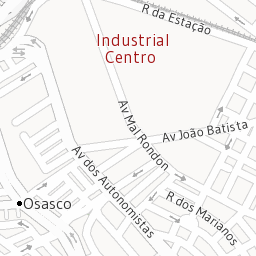 R da Estação
Industrial
Centro
Av Mal Rondon
Av João Batista
Av dos Autonomistas
R dos Marianos
Osasco